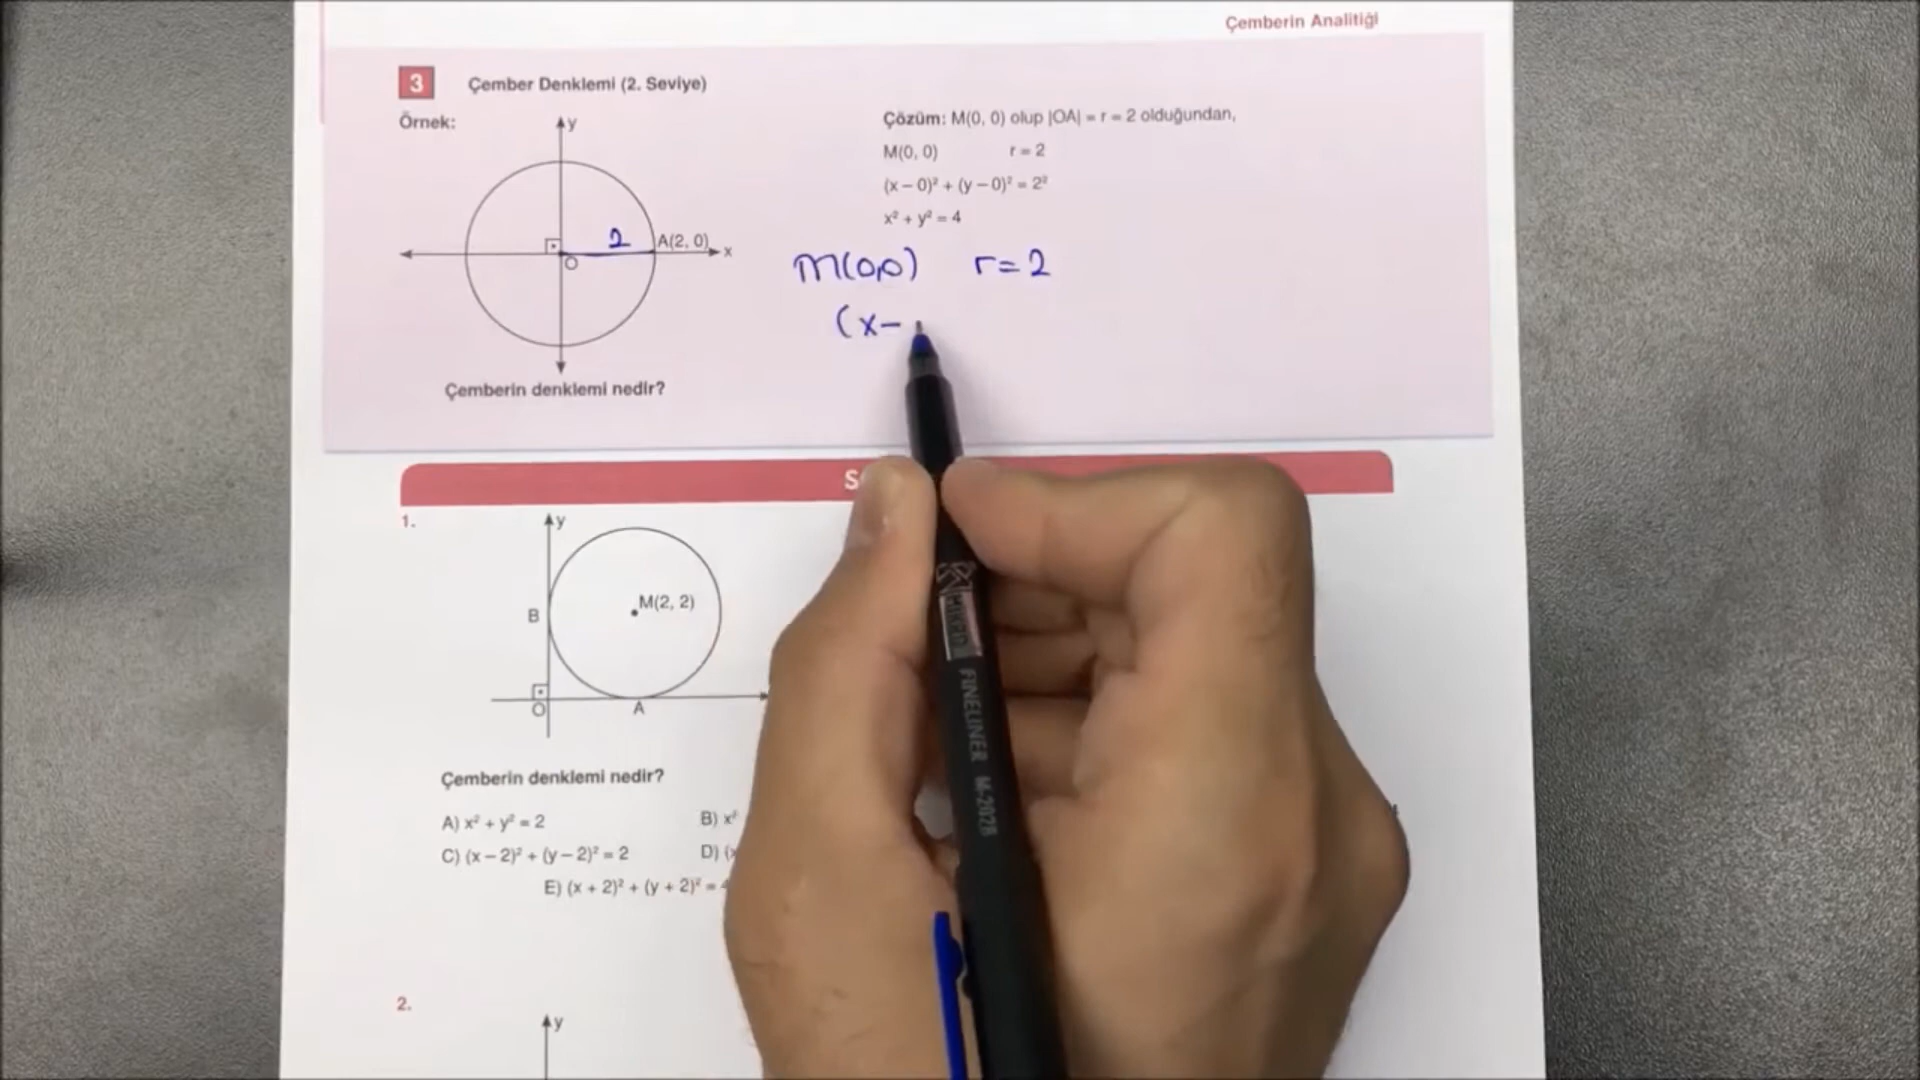 Çemberin Analitiği
3 Çember Denklemi (2. Seviye)
Örnek:
y
2
A(2, 0)
x
O
Çemberin denklemi nedir?
Çözüm: M(0, 0) olup |OA| = r = 2 olduğundan,
M(0, 0) r = 2
(x – 0)² + (y – 0)² = 2²
x² + y² = 4
M(0,0) r=2
(x-
1.
y
B
M(2, 2)
O
A
Çemberin denklemi nedir?
A) x² + y² = 2
B) x²
C) (x – 2)² + (y – 2)² = 2
D) (x
E) (x + 2)² + (y + 2)² = 4
2.
y
FINELINER M-2028